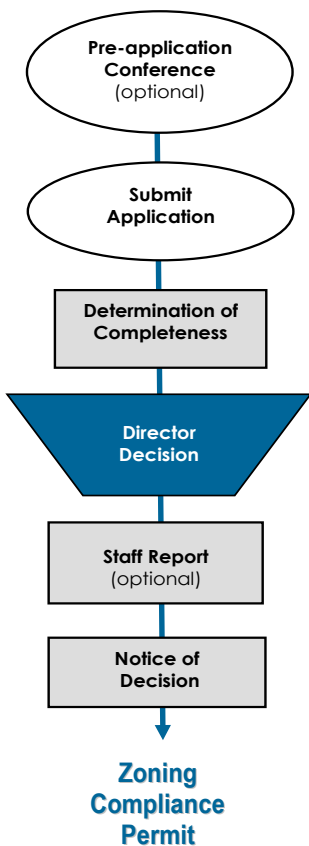 Pre-application
Conference
(optional)
Submit
Application
Determination of
Completeness
Director
Decision
Staff Report
(optional)
Notice of
Decision
Zoning
Compliance
Permit